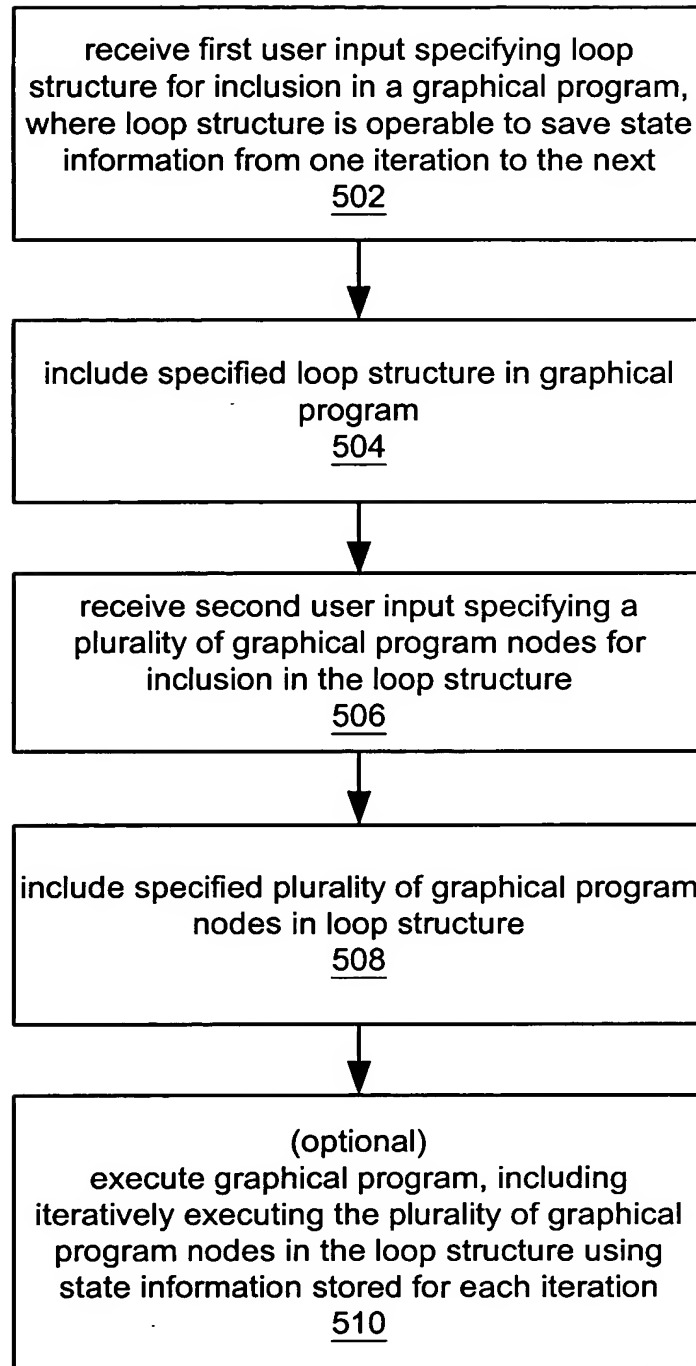 receive first user input specifying loop
structure for inclusion in a graphical program,
where loop structure is operable to save state
information from one iteration to the next
502
include specified loop structure in graphical
program
504
receive second user input specifying a
plurality of graphical program nodes for
inclusion in the loop structure
506
include specified plurality of graphical program
nodes in loop structure
508
(optional)
execute graphical program, including
iteratively executing the plurality of graphical
program nodes in the loop structure using
state information stored for each iteration
510